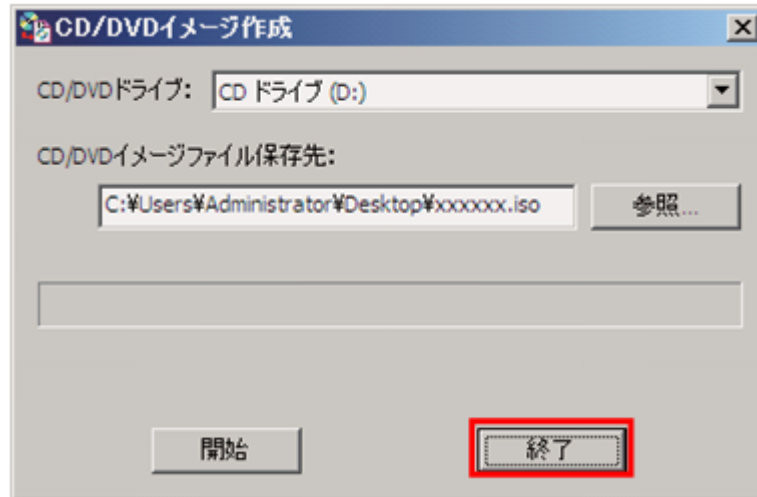 CD/DVDイメージ作成
CD/DVDドライブ: CD ドライブ (D:)
CD/DVDイメージファイル保存先:
C:¥Users¥Administrator¥Desktop¥xxxxxx.iso 参照...
開始 終了